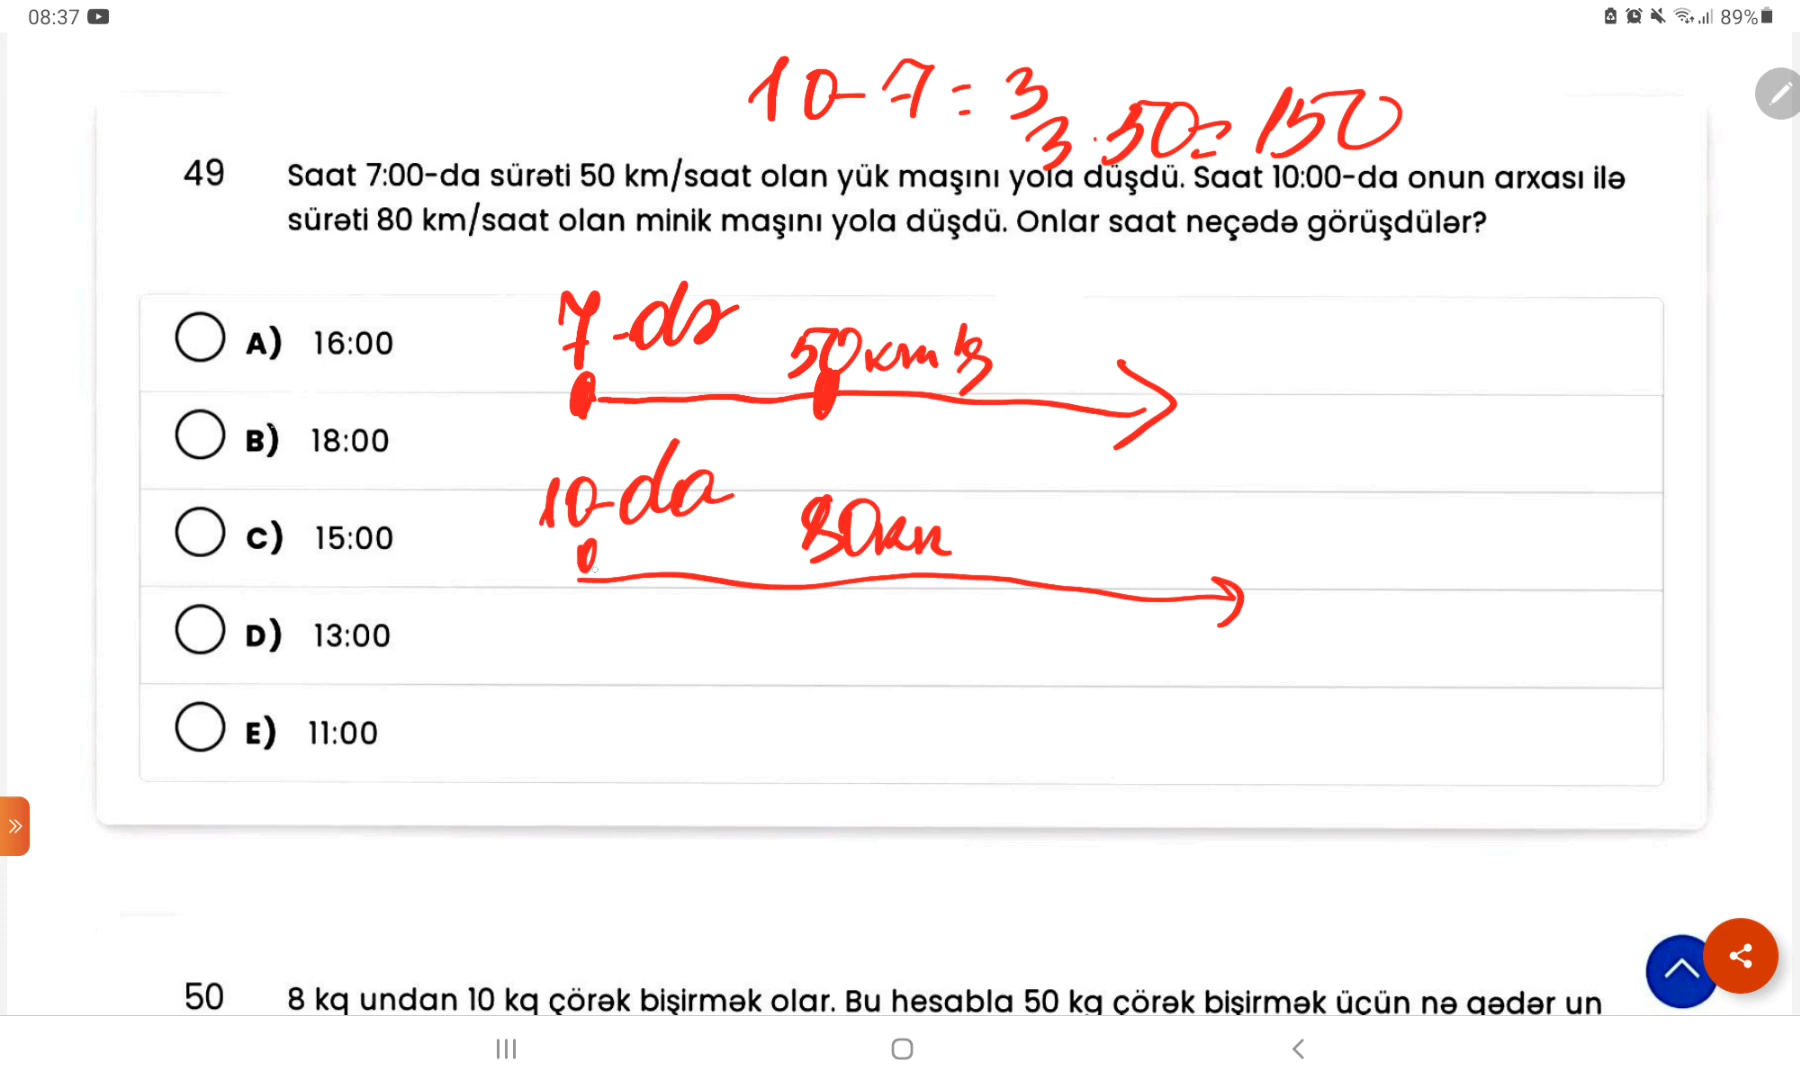 08:37
89%
10-7=3
3·50=150
49
Saat 7:00-da sürəti 50 km/saat olan yük maşını yola düşdü. Saat 10:00-da onun arxası ilə
sürəti 80 km/saat olan minik maşını yola düşdü. Onlar saat neçədə görüşdülər?
7-də
50km/s
A) 16:00
B) 18:00
10-da
80km
C) 15:00
D) 13:00
E) 11:00
50
8 kq undan 10 kq çörək bişirmək olar. Bu hesabla 50 kq çörək bişirmək üçün nə qədər un